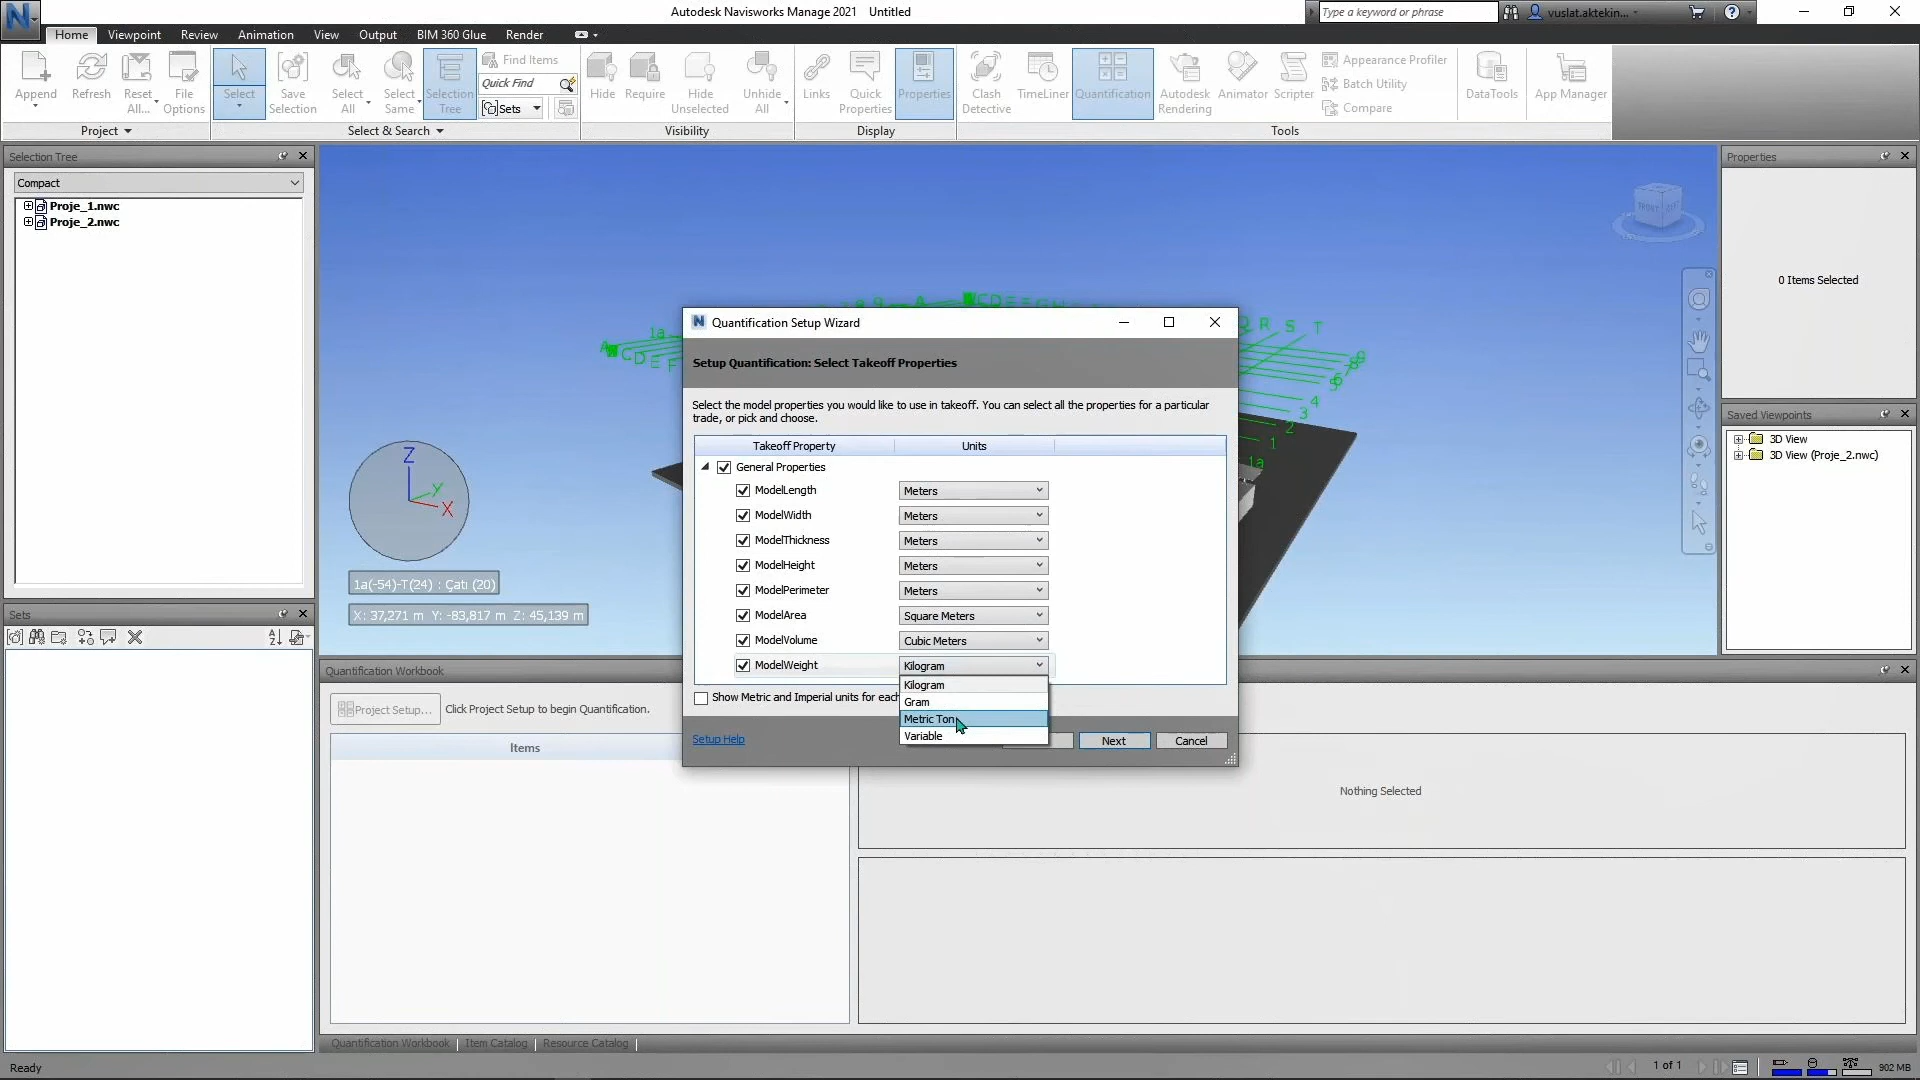 Autodesk Navisworks Manage 2021 Untitled
Type a keyword or phrase
vuslat.aktekin...
Home Viewpoint Review Animation View Output BIM 360 Glue Render
Append
Refresh
Reset All...
File Options
Project
Select
Save Selection
Select All
Select Same
Selection Tree
Find Items
Quick Find
Sets
Select & Search
Hide
Require
Hide Unselected
Unhide All
Visibility
Links
Quick Properties
Properties
Display
Clash Detective
TimeLiner
Quantification
Autodesk Rendering
Animator
Scripter
Appearance Profiler
Batch Utility
Compare
DataTools
App Manager
Tools
Selection Tree
Compact
Proje_1.nwc
Proje_2.nwc
Sets
Z
Y
X
1a(-54)-T(24) : Çatı (20)
X: 37,271 m Y: -83,817 m Z: 45,139 m
FRONT
Properties
0 Items Selected
Saved Viewpoints
3D View
3D View (Proje_2.nwc)
1a
C D E F
R S T
4
3
2
1
1a
Quantification Setup Wizard
Setup Quantification: Select Takeoff Properties
Select the model properties you would like to use in takeoff. You can select all the properties for a particular
trade, or pick and choose.
Takeoff Property Units
General Properties
ModelLength Meters
ModelWidth Meters
ModelThickness Meters
ModelHeight Meters
ModelPerimeter Meters
ModelArea Square Meters
ModelVolume Cubic Meters
ModelWeight Kilogram
Kilogram
Gram
Metric Ton
Variable
Show Metric and Imperial units for each
Setup Help
Next
Cancel
Quantification Workbook
Project Setup...
Click Project Setup to begin Quantification.
Items
Nothing Selected
Quantification Workbook Item Catalog Resource Catalog
Ready
1 of 1
902 MB